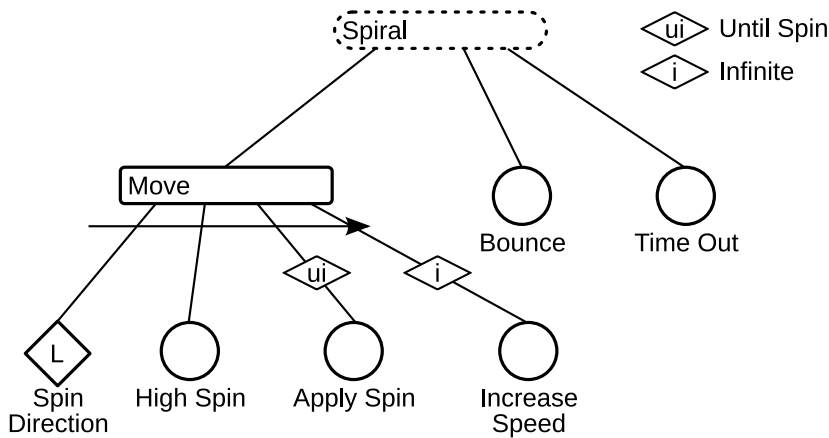 Spiral
ui
Until Spin
i
Infinite
Move
Bounce
Time Out
ui
i
L
Spin
Direction
High Spin
Apply Spin
Increase
Speed